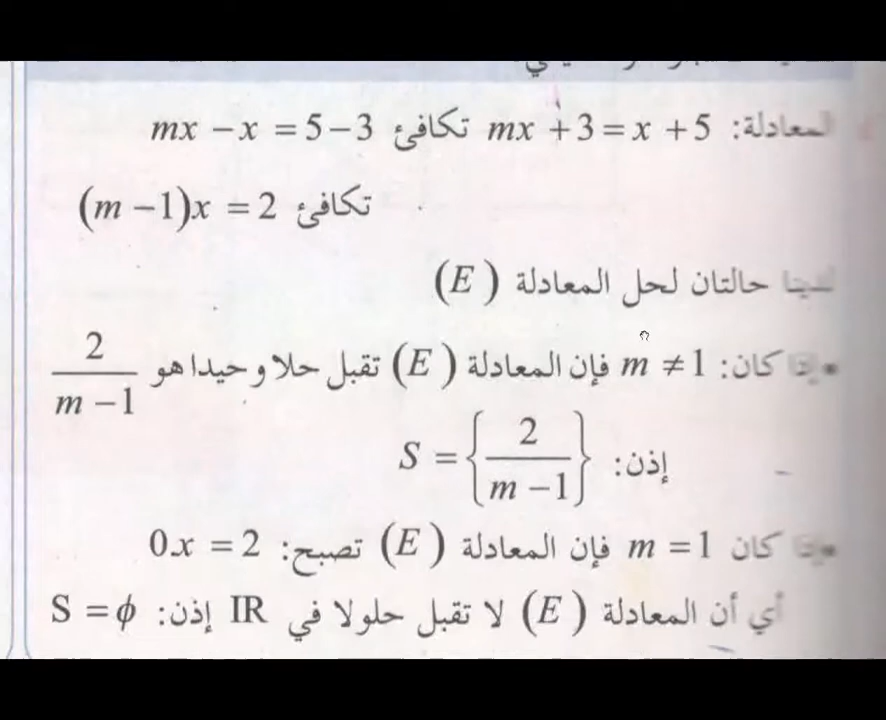 المعادلة: mx + 3 = x + 5 تكافئ mx − x = 5 − 3
تكافئ (m − 1)x = 2
لدينا حالتان لحل المعادلة (E)
• إذا كان: m ≠ 1 فإن المعادلة (E) تقبل حلا وحيدا هو 2/(m − 1)
إذن: S = {2/(m − 1)}
• إذا كان m = 1 فإن المعادلة (E) تصبح: 0x = 2
أي أن المعادلة (E) لا تقبل حلولا في IR إذن: S = ϕ